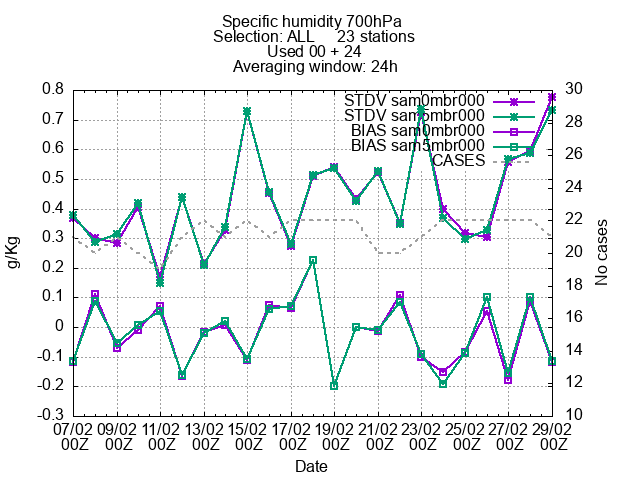 Specific humidity 700hPa
Selection: ALL 23 stations
Used 00 + 24
Averaging window: 24h
STDV sam0mbr000
STDV sam5mbr000
BIAS sam0mbr000
BIAS sam5mbr000
CASES
0.8
0.7
0.6
0.5
0.4
0.3
0.2
0.1
0
-0.1
-0.2
-0.3
g/Kg
30
28
26
24
22
20
18
16
14
12
10
No cases
07/02 09/02 11/02 13/02 15/02 17/02 19/02 21/02 23/02 25/02 27/02 29/02
00Z 00Z 00Z 00Z 00Z 00Z 00Z 00Z 00Z 00Z 00Z 00Z
Date